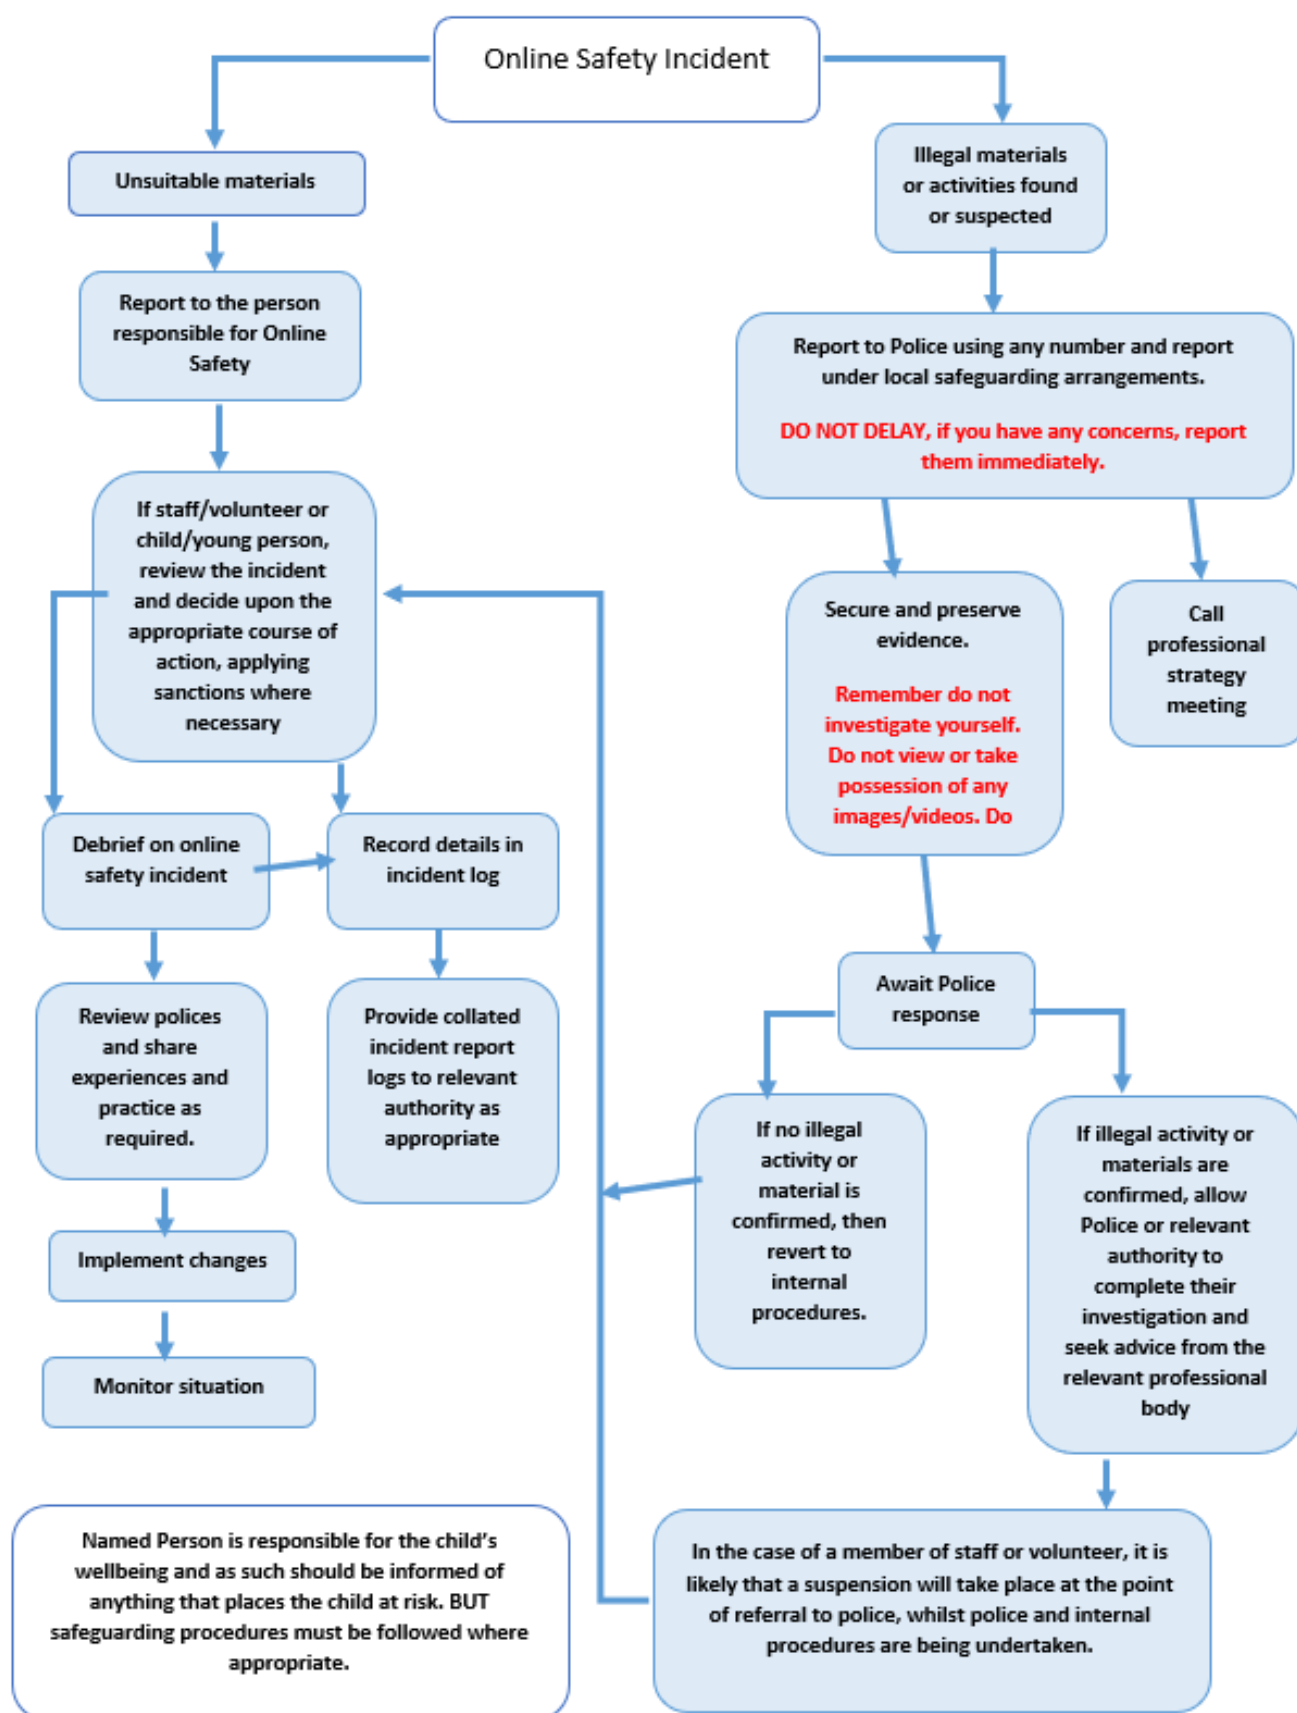 Online Safety Incident
Unsuitable materials
Report to the person
responsible for Online
Safety
If staff/volunteer or
child/young person,
review the incident
and decide upon the
appropriate course of
action, applying
sanctions where
necessary
Debrief on online
safety incident
Record details in
incident log
Review polices
and share
experiences and
practice as
required.
Provide collated
incident report
logs to relevant
authority as
appropriate
Implement changes
Monitor situation
Named Person is responsible for the child's
wellbeing and as such should be informed of
anything that places the child at risk. BUT
safeguarding procedures must be followed where
appropriate.
Illegal materials
or activities found
or suspected
Report to Police using any number and report
under local safeguarding arrangements.
DO NOT DELAY, if you have any concerns, report
them immediately.
Secure and preserve
evidence.
Remember do not
investigate yourself.
Do not view or take
possession of any
images/videos. Do
Call
professional
strategy
meeting
Await Police
response
If no illegal
activity or
material is
confirmed, then
revert to
internal
procedures.
If illegal activity or
materials are
confirmed, allow
Police or relevant
authority to
complete their
investigation and
seek advice from the
relevant professional
body
In the case of a member of staff or volunteer, it is
likely that a suspension will take place at the point
of referral to police, whilst police and internal
procedures are being undertaken.